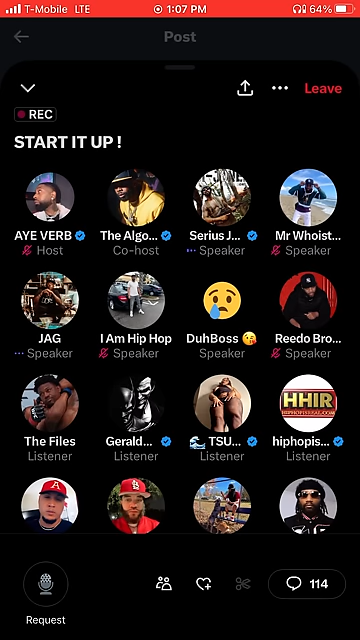 T-Mobile LTE 1:07 PM 64%
Post
Leave
REC
START IT UP !
AYE VERB The Algo... Serius J... Mr Whoist...
Host Co-host Speaker Speaker
JAG I Am Hip Hop DuhBoss 😘 Reedo Bro...
Speaker Speaker Speaker Speaker
The Files Gerald... 🌊 TSU... hiphopis...
Listener Listener Listener Listener
HHIR
HIPHOPISREAL.COM
A
114
Request